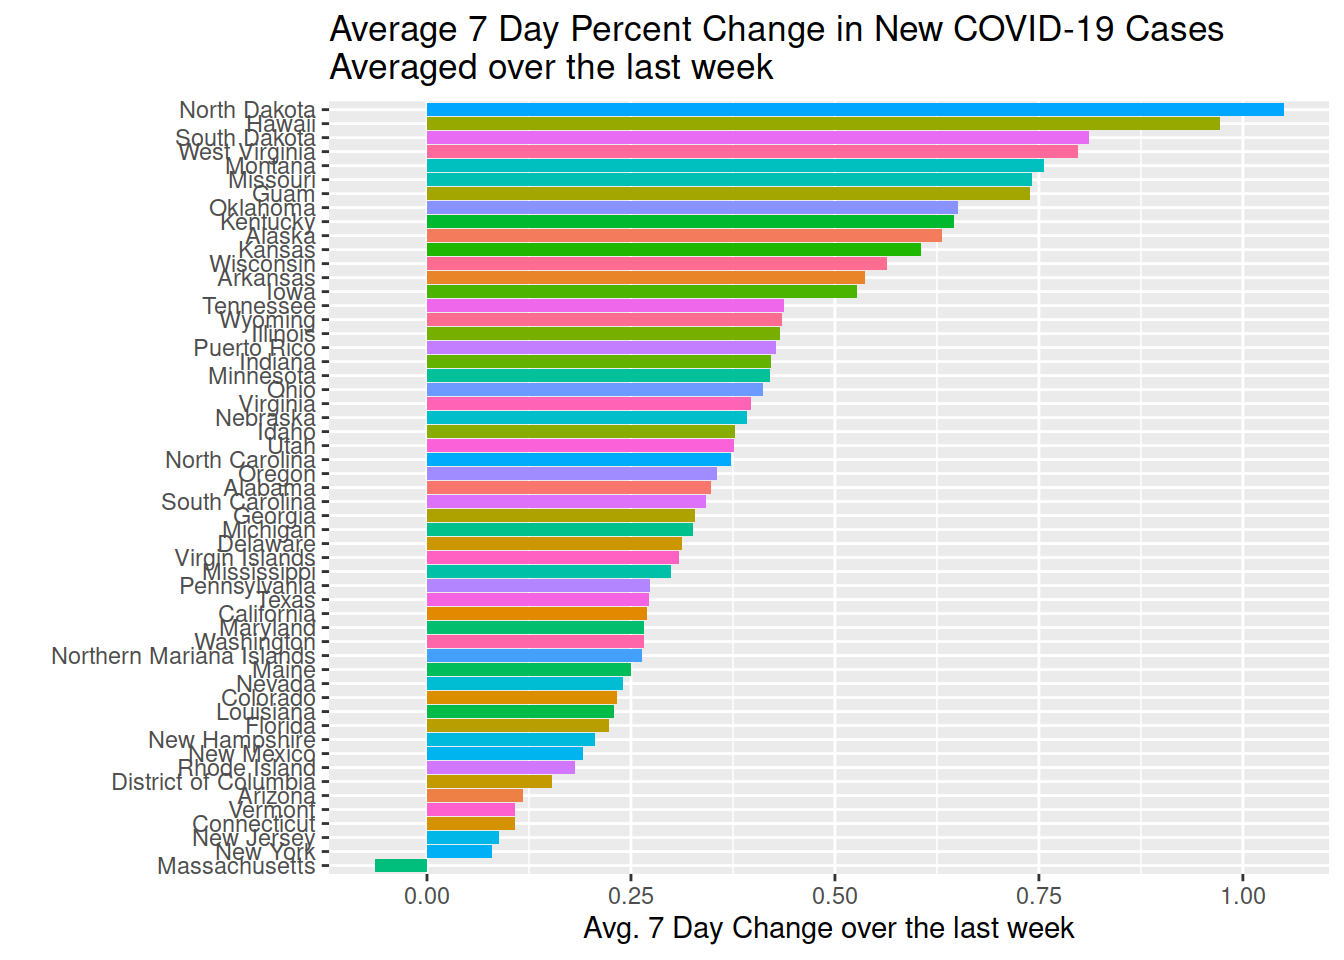 Average 7 Day Percent Change in New COVID-19 Cases
Averaged over the last week
North Dakota
Hawaii
South Dakota
West Virginia
Montana
Missouri
Guam
Oklahoma
Kentucky
Alaska
Kansas
Wisconsin
Arkansas
Iowa
Tennessee
Wyoming
Illinois
Puerto Rico
Indiana
Minnesota
Ohio
Virginia
Nebraska
Idaho
Utah
North Carolina
Oregon
Alabama
South Carolina
Georgia
Michigan
Delaware
Virgin Islands
Mississippi
Pennsylvania
Texas
California
Maryland
Washington
Northern Mariana Islands
Maine
Nevada
Colorado
Louisiana
Florida
New Hampshire
New Mexico
Rhode Island
District of Columbia
Arizona
Vermont
Connecticut
New Jersey
New York
Massachusetts
0.00 0.25 0.50 0.75 1.00
Avg. 7 Day Change over the last week